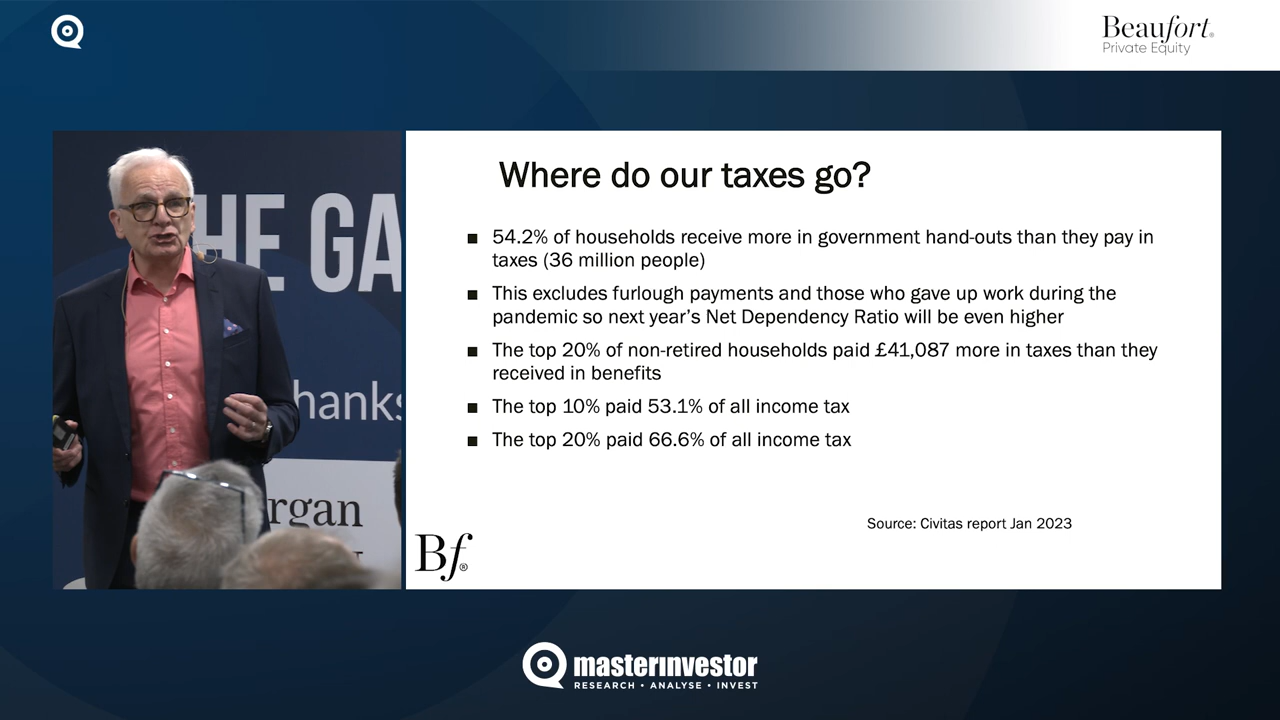 Beaufort®
Private Equity
HE GA
hanks
rgan
Where do our taxes go?
■ 54.2% of households receive more in government hand-outs than they pay in
taxes (36 million people)
■ This excludes furlough payments and those who gave up work during the
pandemic so next year's Net Dependency Ratio will be even higher
■ The top 20% of non-retired households paid £41,087 more in taxes than they
received in benefits
■ The top 10% paid 53.1% of all income tax
■ The top 20% paid 66.6% of all income tax
Source: Civitas report Jan 2023
Bf®
masterinvestor
RESEARCH • ANALYSE • INVEST